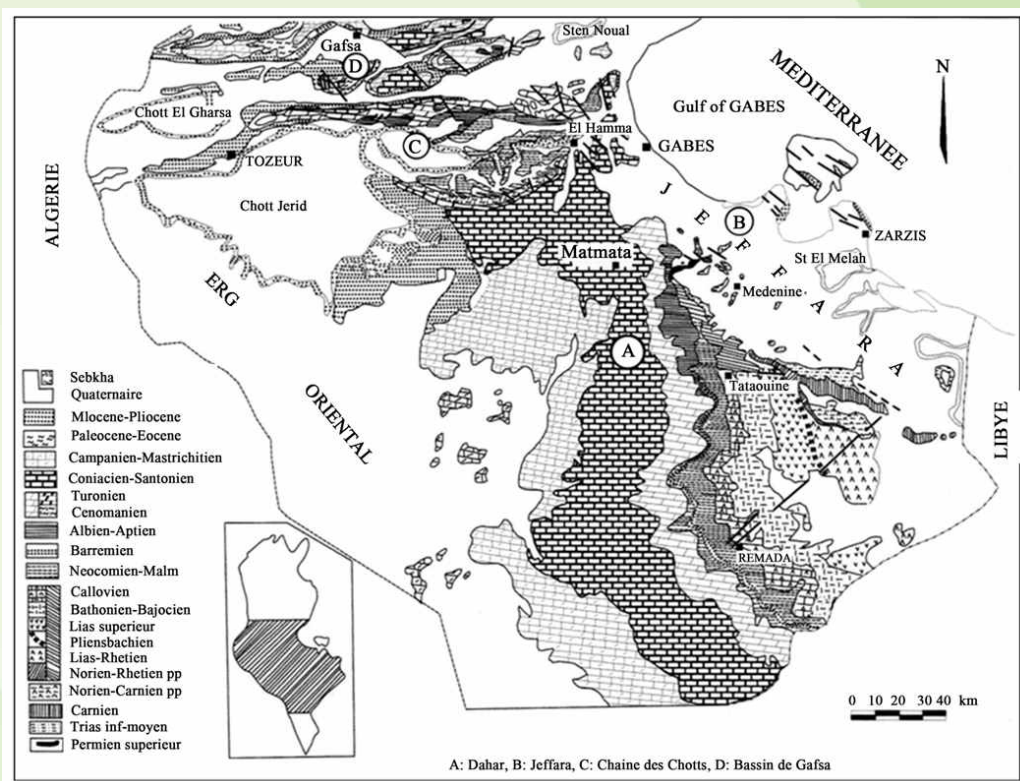 Sten Noual
Gafsa
D
MEDITERRANEE
N
Chott El Gharsa
Gulf of GABES
El Hamma
C
GABES
TOZEUR
ALGERIE
Chott Jerid
J E F F A R A
B
ZARZIS
St El Melah
Matmata
Medenine
ERG
ORIENTAL
A
Tataouine
LIBYE
REMADA
Sebkha
Quaternaire
Mlocene-Pliocene
Paleocene-Eocene
Campanien-Mastrichitien
Coniacien-Santonien
Turonien
Cenomanien
Albien-Aptien
Barremien
Neocomien-Malm
Callovien
Bathonien-Bajocien
Lias superieur
Pliensbachien
Lias-Rhetien
Norien-Rhetien pp
Norien-Carnien pp
Carnien
Trias inf-moyen
Permien superieur
0 10 20 30 40 km
A: Dahar, B: Jeffara, C: Chaine des Chotts, D: Bassin de Gafsa